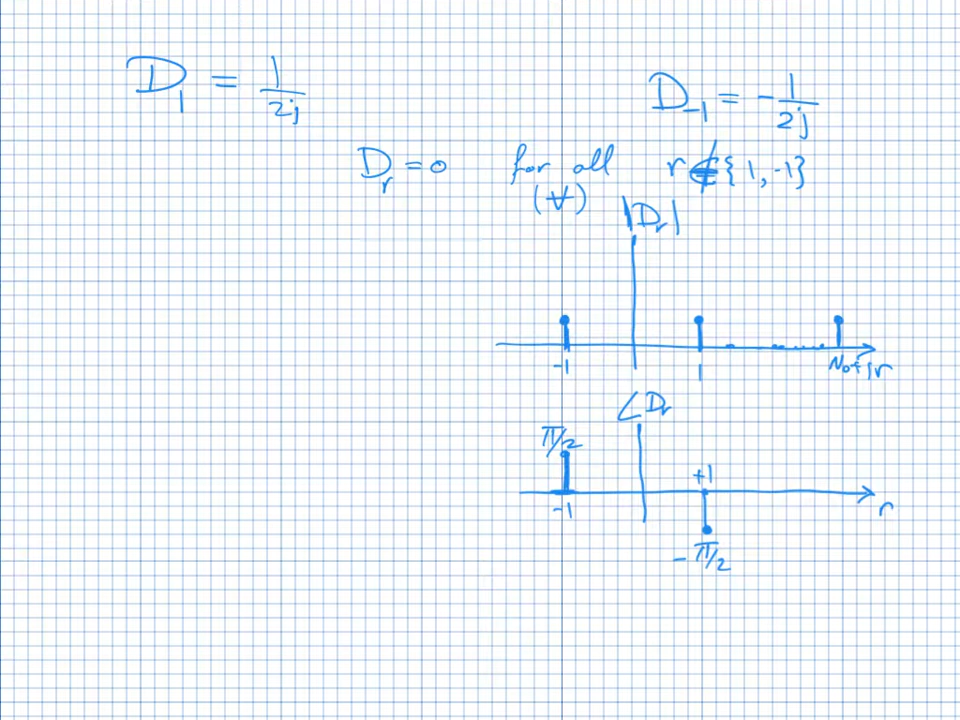 D₁ = 1/2j
D₋₁ = - 1/2j
Dᵣ = 0 for all r ∉ {1, -1}
(∀)
|Dᵣ|
-1 1 N₀+1 r
∠Dᵣ
π/2
+1
-1 r
- π/2